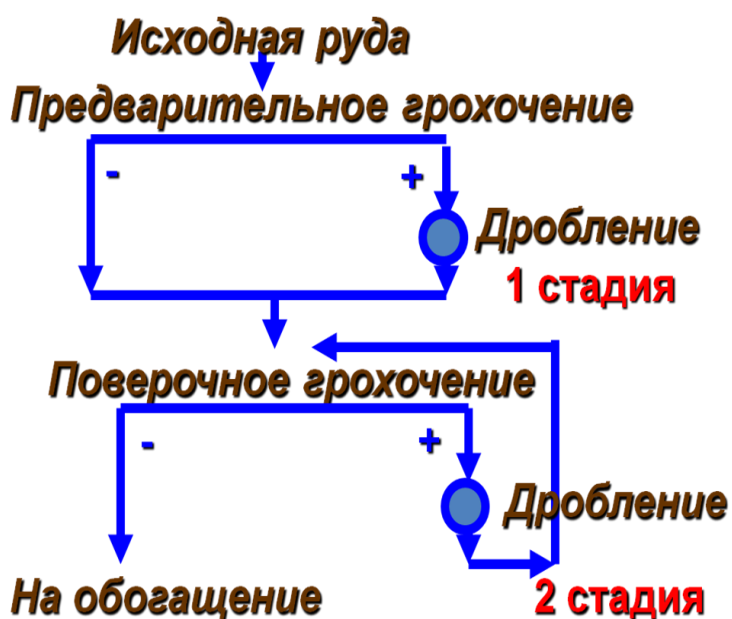 Исходная руда
Предварительное грохочение
- +
Дробление
1 стадия
Поверочное грохочение
- +
Дробление
На обогащение
2 стадия